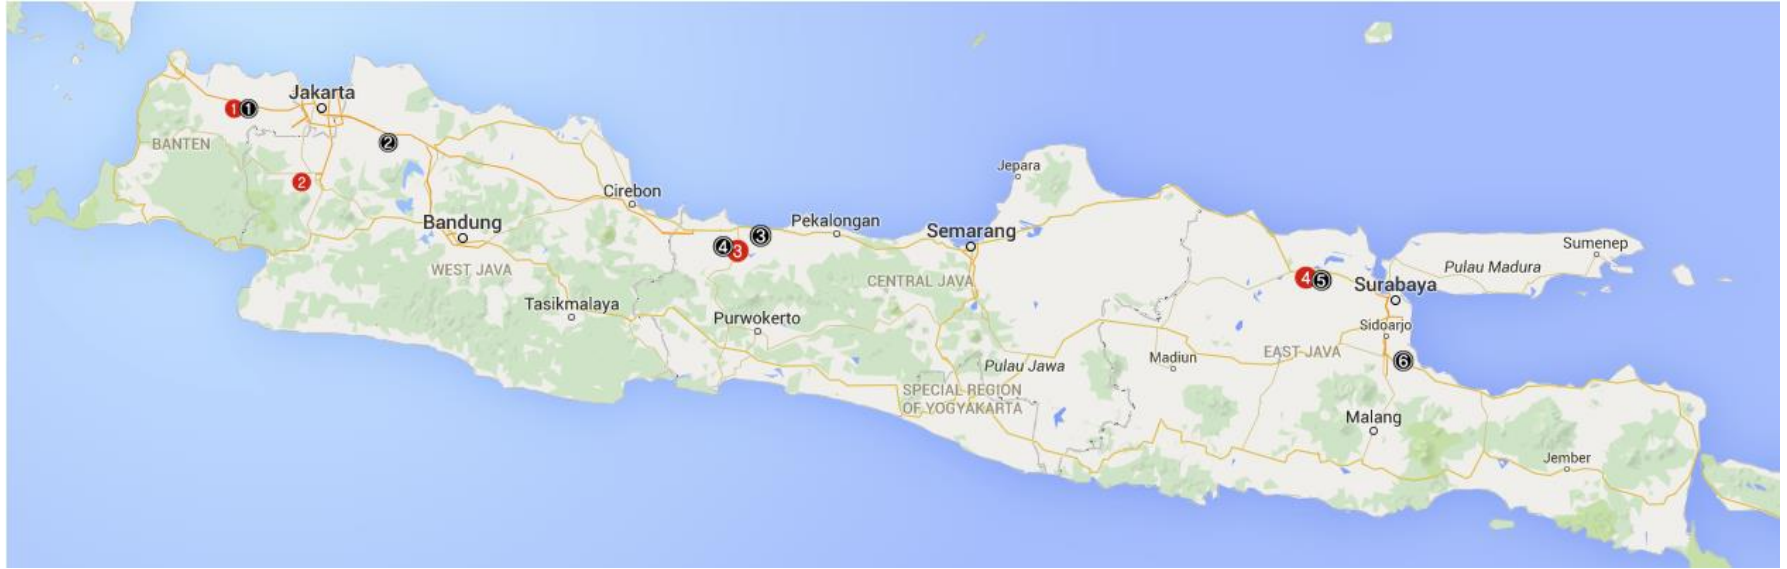 Jakarta
1 1
BANTEN
2
2
Jepara
Cirebon
Bandung
Pekalongan
Semarang
Sumenep
4 3 3
WEST JAVA
CENTRAL JAVA
Pulau Madura
4 5
Surabaya
Tasikmalaya
Purwokerto
Sidoarjo
Pulau Jawa
Madiun
EAST JAVA
6
SPECIAL REGION
OF YOGYAKARTA
Malang
Jember